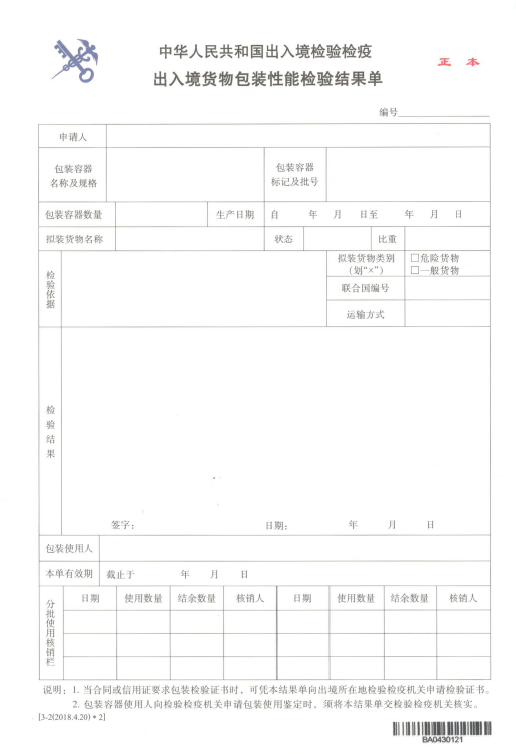 中华人民共和国出入境检验检疫
正 本
出入境货物包装性能检验结果单
编号
申请人
包装容器名称及规格 包装容器标记及批号
包装容器数量 生产日期 自 年 月 日至 年 月 日
拟装货物名称 状态 比重
检验依据 拟装货物类别(划“×”) □危险货物 □一般货物
联合国编号
运输方式
检验结果
签字: 日期: 年 月 日
包装使用人
本单有效期 截止于 年 月 日
分批使用核销栏 日期 使用数量 结余数量 核销人 日期 使用数量 结余数量 核销人
说明:1. 当合同或信用证要求包装检验证书时,可凭本结果单向出境所在地检验检疫机关申请检验证书。
2. 包装容器使用人向检验检疫机关申请包装使用鉴定时,须将本结果单交检验检疫机关核实。
[3-2(2018.4.20)*2]
BA0430121